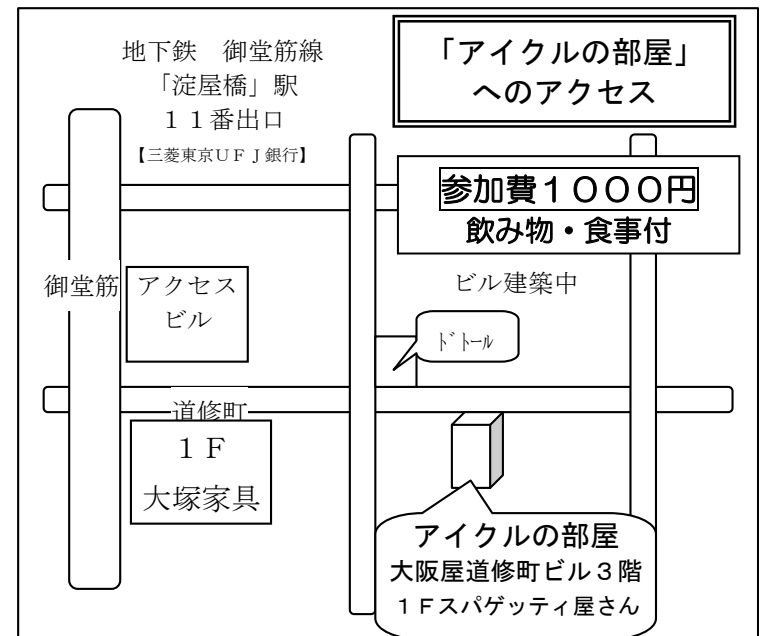 地下鉄　御堂筋線
「淀屋橋」駅
１１番出口
【三菱東京ＵＦＪ銀行】
「アイクルの部屋」
へのアクセス
参加費１０００円
飲み物・食事付
御堂筋
アクセス
ビル
ビル建築中
ﾄﾞﾄｰﾙ
道修町
１Ｆ
大塚家具
アイクルの部屋
大阪屋道修町ビル３階
１Ｆスパゲッティ屋さん